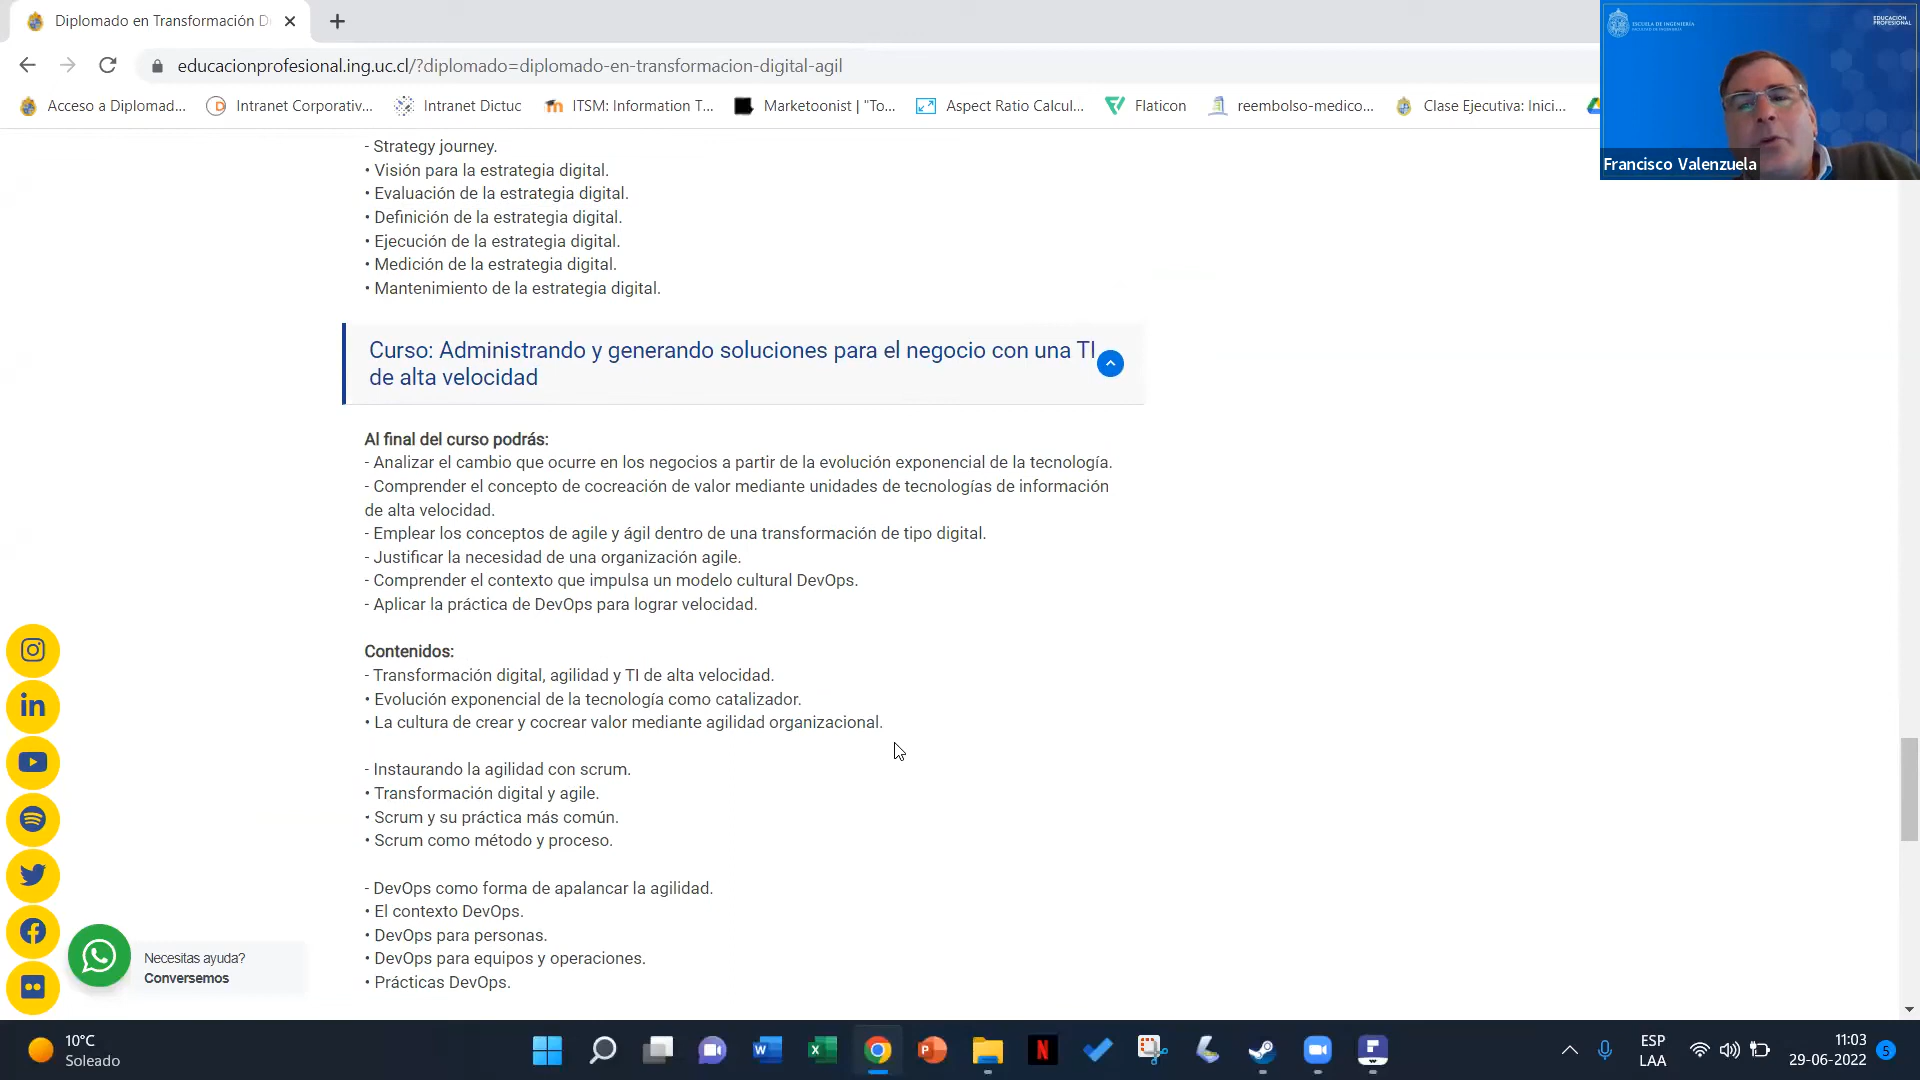 Diplomado en Transformación D
educacionprofesional.ing.uc.cl/?diplomado=diplomado-en-transformacion-digital-agil
Acceso a Diplomad...
Intranet Corporativ...
Intranet Dictuc
ITSM: Information T...
Marketoonist | "To...
Aspect Ratio Calcul...
Flaticon
reembolso-medico...
Clase Ejecutiva: Inici...
ESCUELA DE INGENIERÍA
FACULTAD DE INGENIERÍA
EDUCACIÓN
PROFESIONAL
Francisco Valenzuela
- Strategy journey.
• Visión para la estrategia digital.
• Evaluación de la estrategia digital.
• Definición de la estrategia digital.
• Ejecución de la estrategia digital.
• Medición de la estrategia digital.
• Mantenimiento de la estrategia digital.
Curso: Administrando y generando soluciones para el negocio con una TI
de alta velocidad
Al final del curso podrás:
- Analizar el cambio que ocurre en los negocios a partir de la evolución exponencial de la tecnología.
- Comprender el concepto de cocreación de valor mediante unidades de tecnologías de información
de alta velocidad.
- Emplear los conceptos de agile y ágil dentro de una transformación de tipo digital.
- Justificar la necesidad de una organización agile.
- Comprender el contexto que impulsa un modelo cultural DevOps.
- Aplicar la práctica de DevOps para lograr velocidad.
Contenidos:
- Transformación digital, agilidad y TI de alta velocidad.
• Evolución exponencial de la tecnología como catalizador.
• La cultura de crear y cocrear valor mediante agilidad organizacional.
- Instaurando la agilidad con scrum.
• Transformación digital y agile.
• Scrum y su práctica más común.
• Scrum como método y proceso.
- DevOps como forma de apalancar la agilidad.
• El contexto DevOps.
• DevOps para personas.
• DevOps para equipos y operaciones.
• Prácticas DevOps.
Necesitas ayuda?
Conversemos
10°C
Soleado
ESP
LAA
11:03
29-06-2022
5